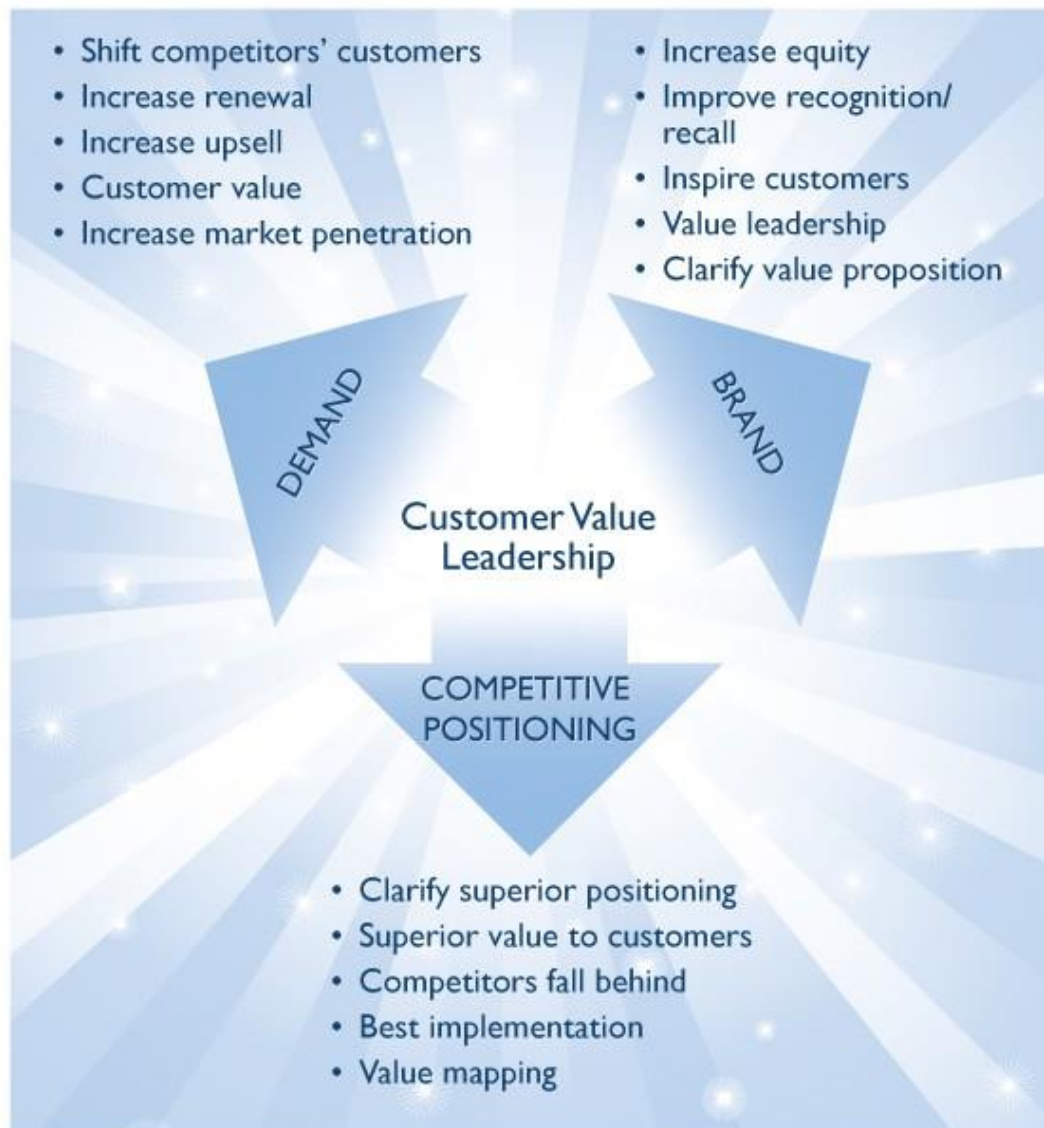 • Shift competitors’ customers
• Increase renewal
• Increase upsell
• Customer value
• Increase market penetration
• Increase equity
• Improve recognition/
recall
• Inspire customers
• Value leadership
• Clarify value proposition
DEMAND
BRAND
Customer Value
Leadership
COMPETITIVE
POSITIONING
• Clarify superior positioning
• Superior value to customers
• Competitors fall behind
• Best implementation
• Value mapping